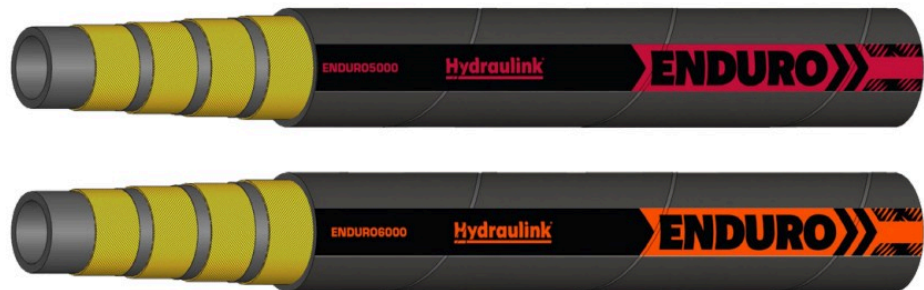 ENDURO5000 Hydraulink ENDURO
ENDURO6000 Hydraulink ENDURO